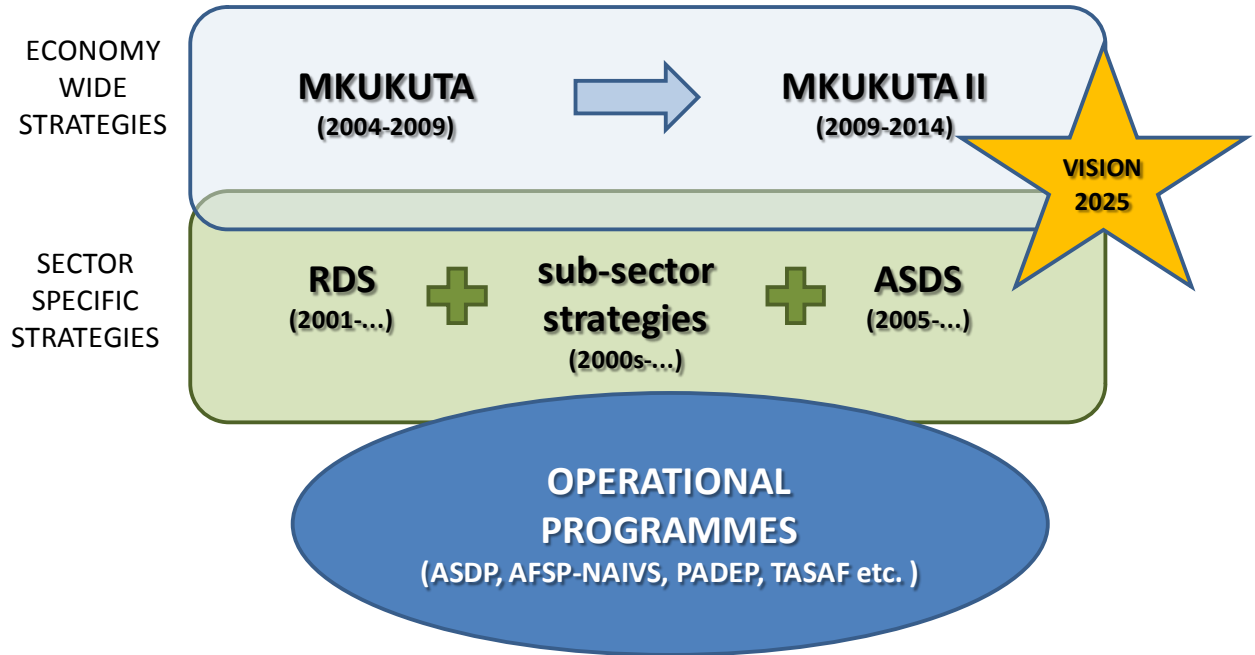 ECONOMY
WIDE
STRATEGIES
MKUKUTA
(2004-2009)
MKUKUTA II
(2009-2014)
VISION
2025
SECTOR
SPECIFIC
STRATEGIES
RDS
(2001-...)
sub-sector
strategies
(2000s-...)
ASDS
(2005-...)
OPERATIONAL
PROGRAMMES
(ASDP, AFSP-NAIVS, PADEP, TASAF etc. )